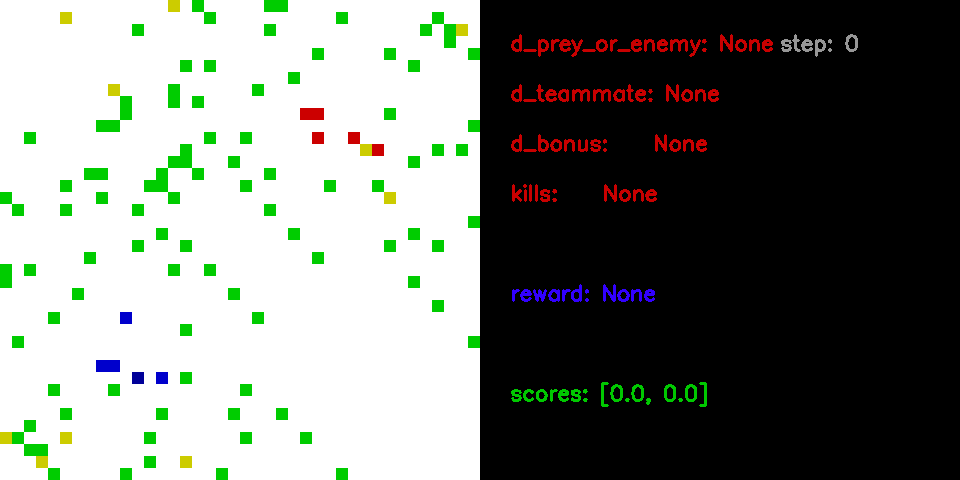 d_prey_or_enemy: None step: 0
d_teammate: None
d_bonus: None
kills: None
reward: None
scores: [0.0, 0.0]